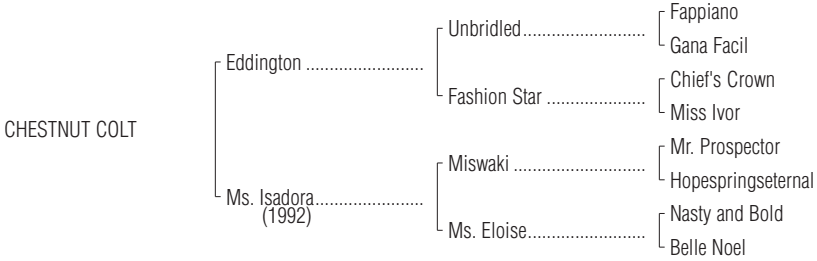 Fappiano
Unbridled..........................
Gana Facil
Eddington .........................
Chief's Crown
Fashion Star .....................
Miss Ivor
CHESTNUT COLT
Mr. Prospector
Miswaki ............................
Hopespringseternal
Ms. Isadora.......................
(1992)
Nasty and Bold
Ms. Eloise.........................
Belle Noel